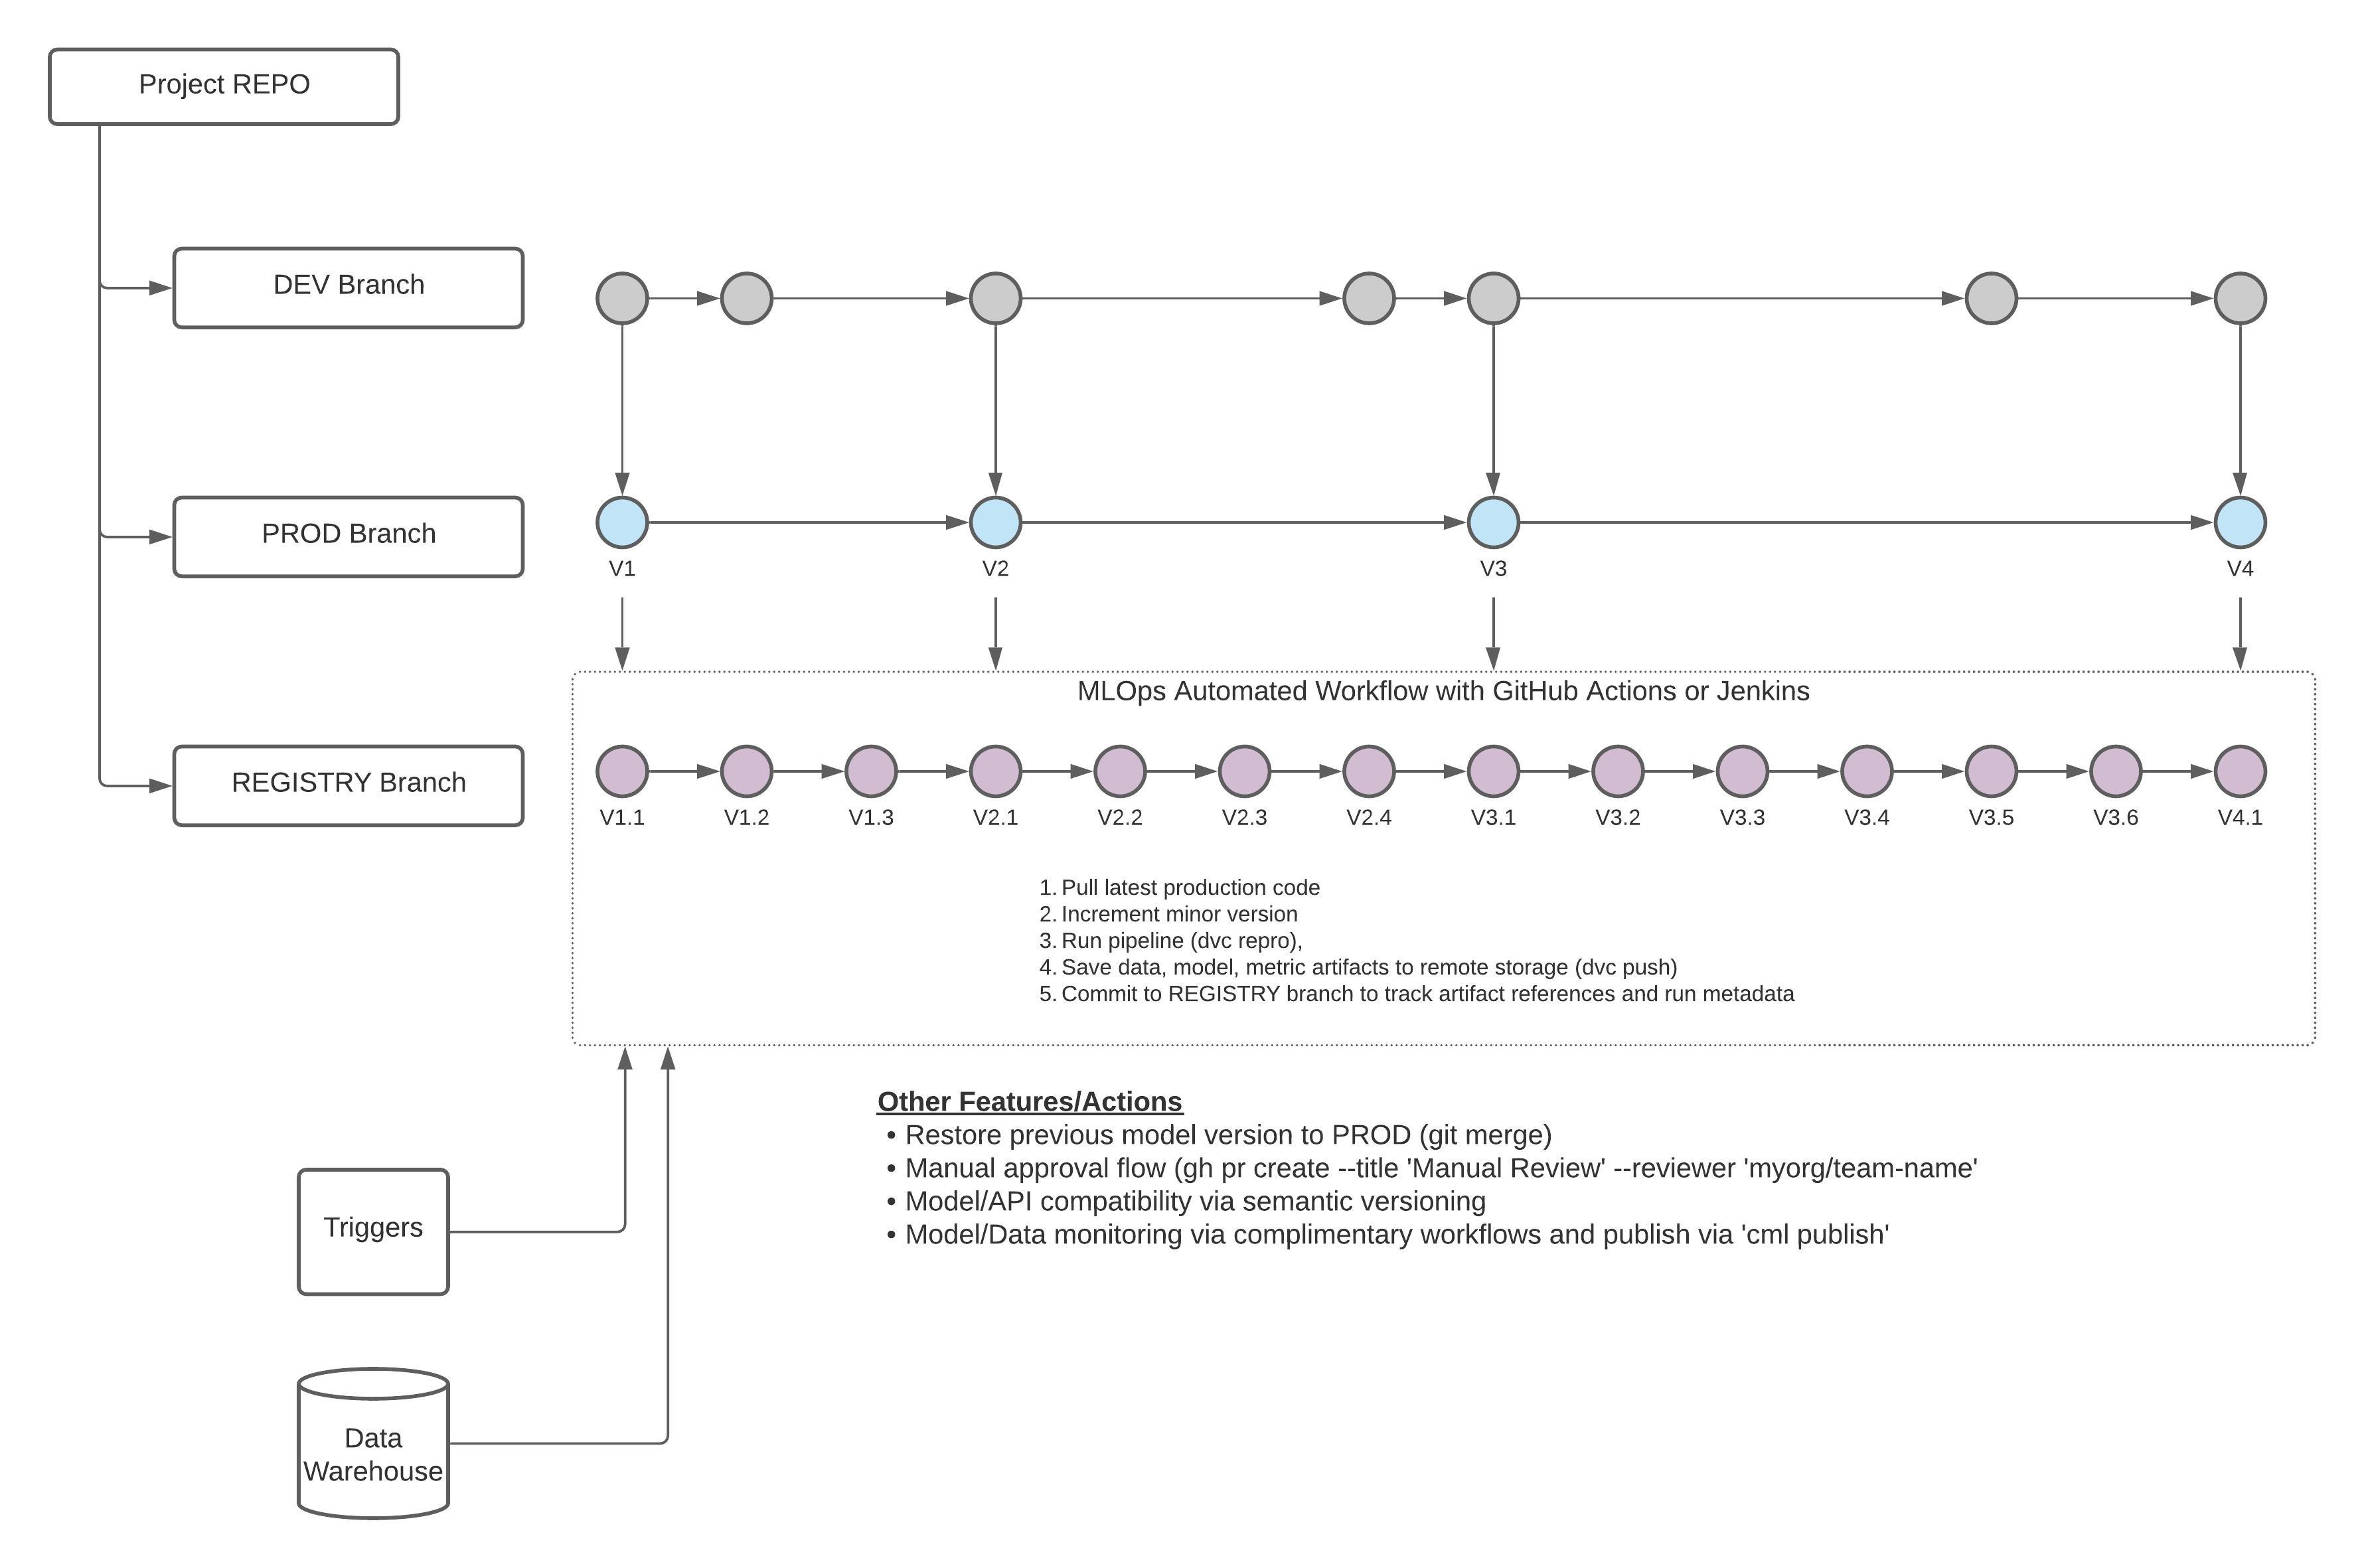 Project REPO
DEV Branch
PROD Branch
V1
V2
V3
V4
MLOps Automated Workflow with GitHub Actions or Jenkins
REGISTRY Branch
V1.1
V1.2
V1.3
V2.1
V2.2
V2.3
V2.4
V3.1
V3.2
V3.3
V3.4
V3.5
V3.6
V4.1
1. Pull latest production code
2. Increment minor version
3. Run pipeline (dvc repro),
4. Save data, model, metric artifacts to remote storage (dvc push)
5. Commit to REGISTRY branch to track artifact references and run metadata
Other Features/Actions
• Restore previous model version to PROD (git merge)
• Manual approval flow (gh pr create --title 'Manual Review' --reviewer 'myorg/team-name'
• Model/API compatibility via semantic versioning
• Model/Data monitoring via complimentary workflows and publish via 'cml publish'
Triggers
Data
Warehouse